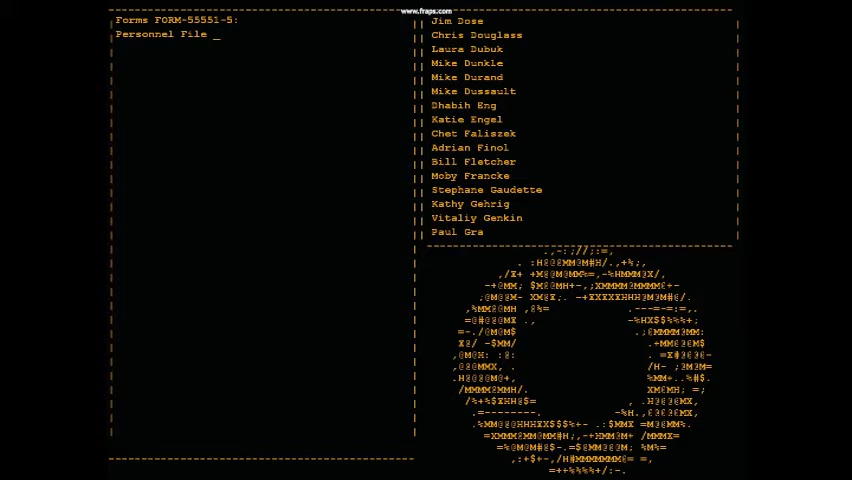 www.fraps.com
Forms FORM-55551-5:
Personnel File _
Jim Dose
Chris Douglass
Laura Dubuk
Mike Dunkle
Mike Durand
Mike Dussault
Dhabih Eng
Katie Engel
Chet Faliszek
Adrian Finol
Bill Fletcher
Moby Francke
Stephane Gaudette
Kathy Gehrig
Vitaliy Genkin
Paul Gra